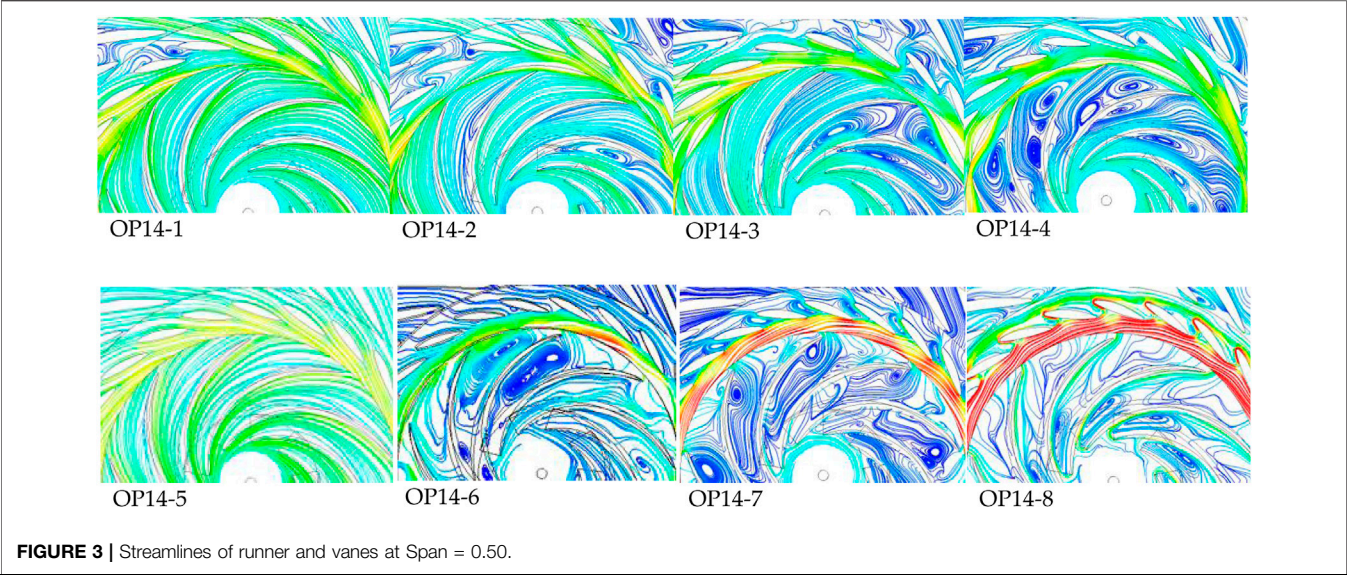 OP14-1
OP14-2
OP14-3
OP14-4
OP14-5
OP14-6
OP14-7
OP14-8
FIGURE 3 | Streamlines of runner and vanes at Span = 0.50.